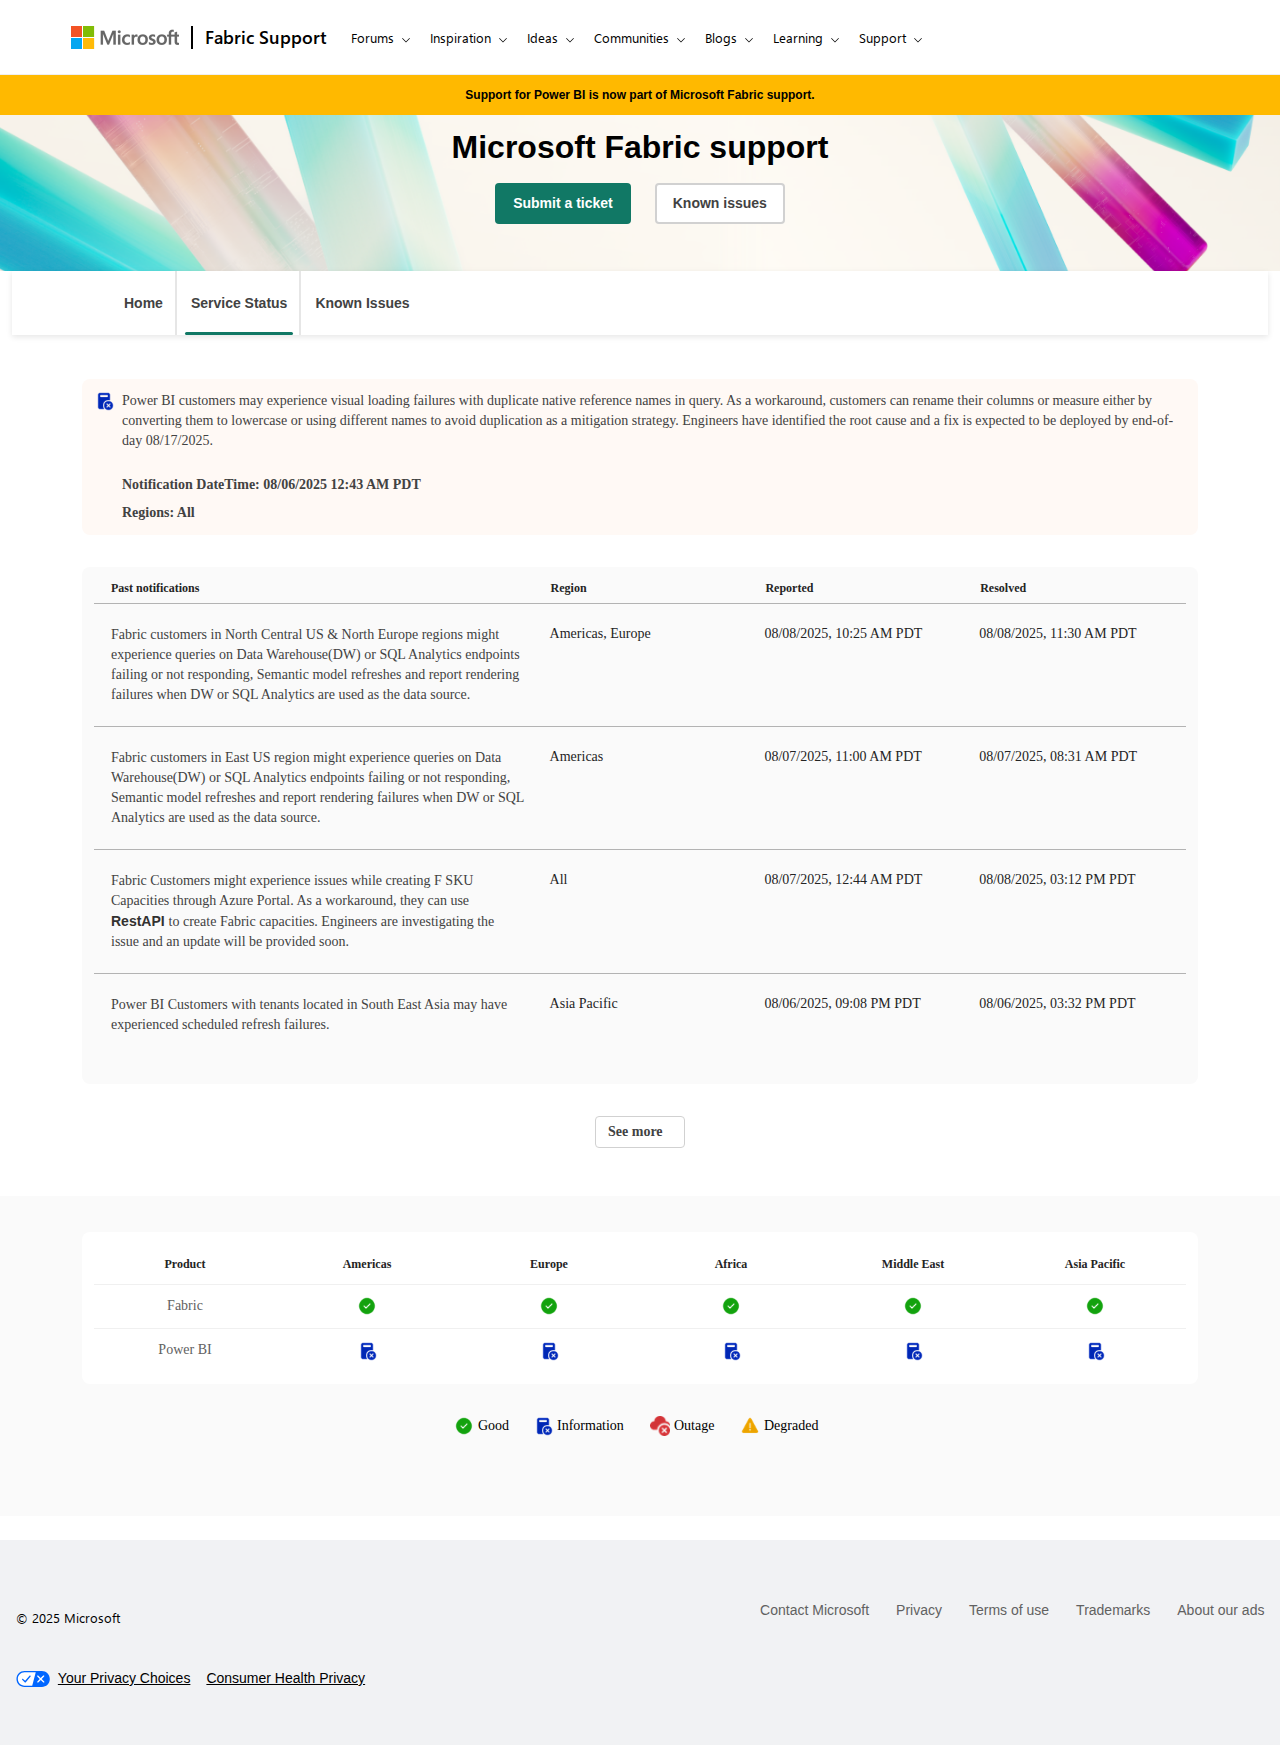 Microsoft
Fabric Support
Forums
Inspiration
Ideas
Communities
Blogs
Learning
Support
Support for Power BI is now part of Microsoft Fabric support.
Microsoft Fabric support
Submit a ticket
Known issues
Home
Service Status
Known Issues
Power BI customers may experience visual loading failures with duplicate native reference names in query. As a workaround, customers can rename their columns or measure either by
converting them to lowercase or using different names to avoid duplication as a mitigation strategy. Engineers have identified the root cause and a fix is expected to be deployed by end-of-
day 08/17/2025.
Notification DateTime: 08/06/2025 12:43 AM PDT
Regions: All
Past notifications
Region
Reported
Resolved
Fabric customers in North Central US & North Europe regions might
experience queries on Data Warehouse(DW) or SQL Analytics endpoints
failing or not responding, Semantic model refreshes and report rendering
failures when DW or SQL Analytics are used as the data source.
Americas, Europe
08/08/2025, 10:25 AM PDT
08/08/2025, 11:30 AM PDT
Fabric customers in East US region might experience queries on Data
Warehouse(DW) or SQL Analytics endpoints failing or not responding,
Semantic model refreshes and report rendering failures when DW or SQL
Analytics are used as the data source.
Americas
08/07/2025, 11:00 AM PDT
08/07/2025, 08:31 AM PDT
Fabric Customers might experience issues while creating F SKU
Capacities through Azure Portal. As a workaround, they can use
RestAPI to create Fabric capacities. Engineers are investigating the
issue and an update will be provided soon.
All
08/07/2025, 12:44 AM PDT
08/08/2025, 03:12 PM PDT
Power BI Customers with tenants located in South East Asia may have
experienced scheduled refresh failures.
Asia Pacific
08/06/2025, 09:08 PM PDT
08/06/2025, 03:32 PM PDT
See more
Product
Americas
Europe
Africa
Middle East
Asia Pacific
Fabric
Power BI
Good
Information
Outage
Degraded
© 2025 Microsoft
Contact Microsoft
Privacy
Terms of use
Trademarks
About our ads
Your Privacy Choices
Consumer Health Privacy